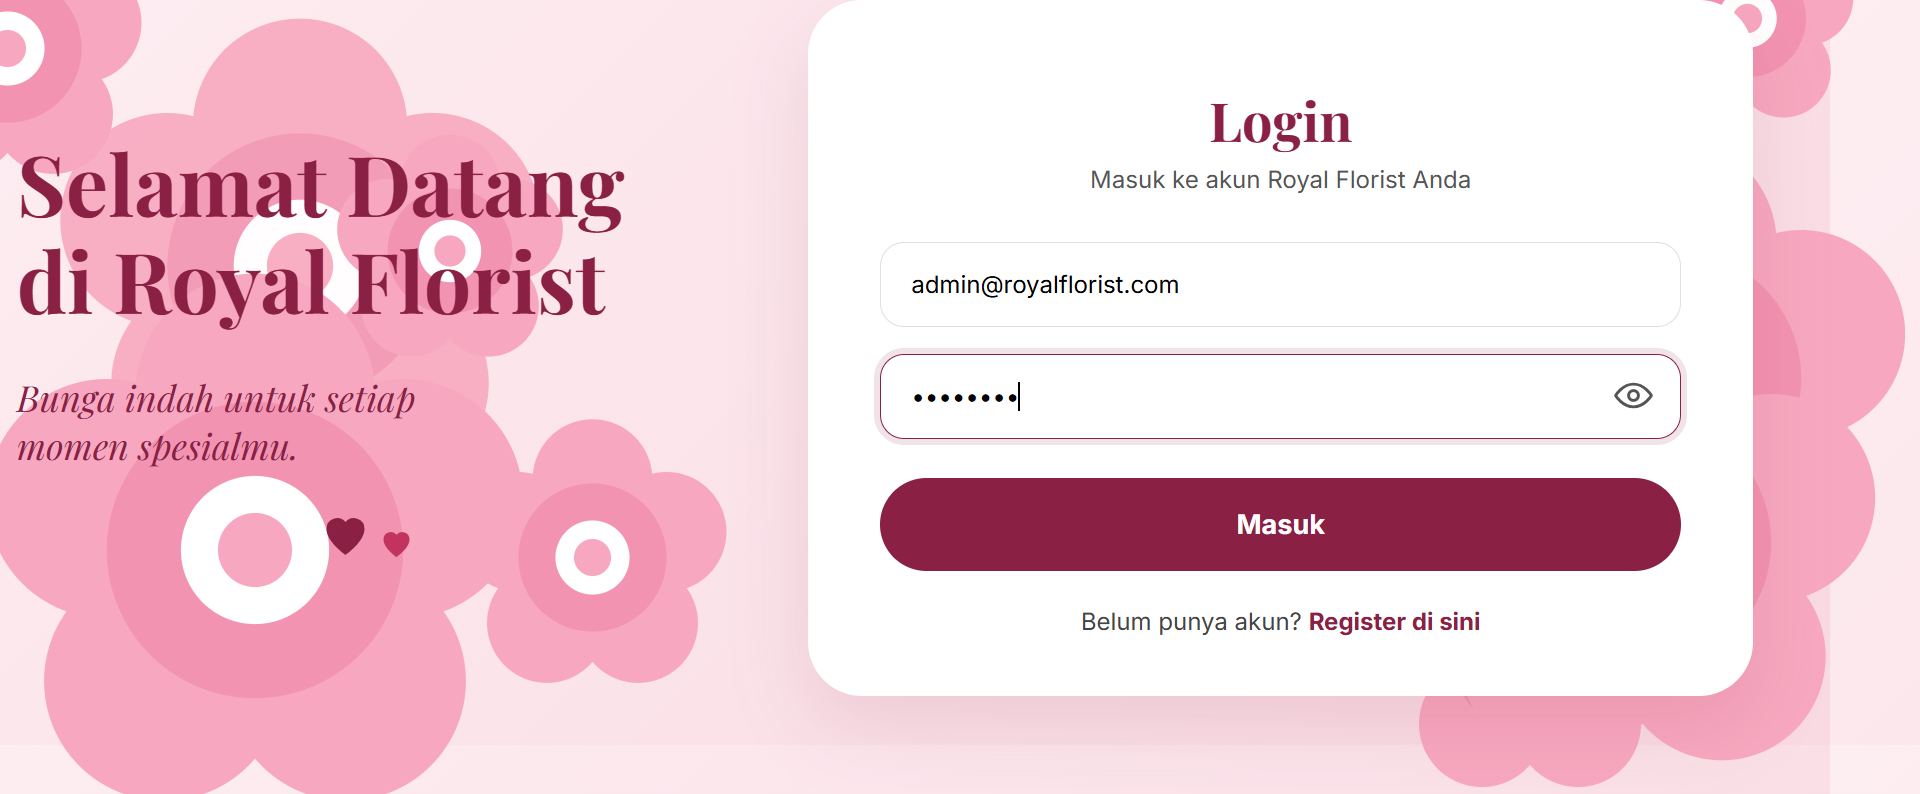 Selamat Datang
di Royal Florist
Bunga indah untuk setiap
momen spesialmu.
Login
Masuk ke akun Royal Florist Anda
admin@royalflorist.com
••••••••
Masuk
Belum punya akun? Register di sini